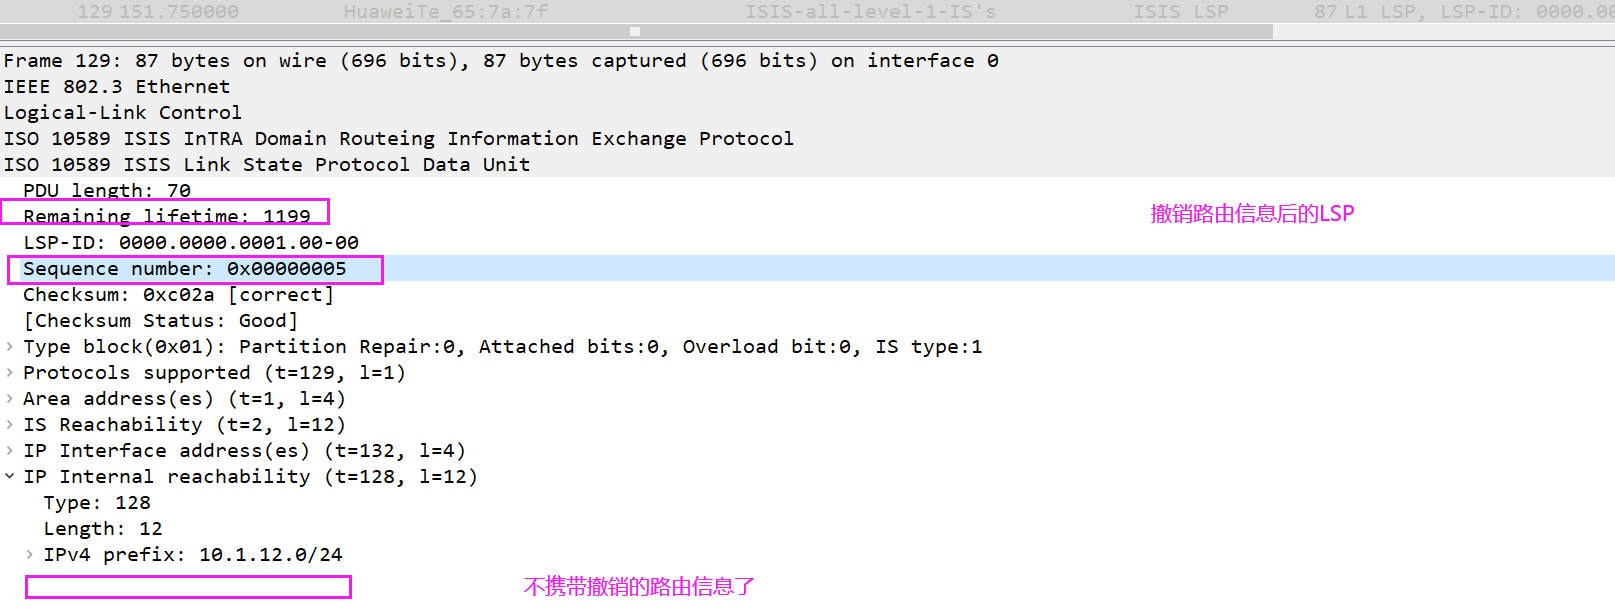 129 151.750000 HuaweiTe_65:7a:7f ISIS-all-level-1-IS's ISIS LSP 87 L1 LSP, LSP-ID: 0000.00
Frame 129: 87 bytes on wire (696 bits), 87 bytes captured (696 bits) on interface 0
IEEE 802.3 Ethernet
Logical-Link Control
ISO 10589 ISIS InTRA Domain Routeing Information Exchange Protocol
ISO 10589 ISIS Link State Protocol Data Unit
PDU length: 70
Remaining lifetime: 1199
撤销路由信息后的LSP
LSP-ID: 0000.0000.0001.00-00
Sequence number: 0x00000005
Checksum: 0xc02a [correct]
[Checksum Status: Good]
Type block(0x01): Partition Repair:0, Attached bits:0, Overload bit:0, IS type:1
Protocols supported (t=129, l=1)
Area address(es) (t=1, l=4)
IS Reachability (t=2, l=12)
IP Interface address(es) (t=132, l=4)
IP Internal reachability (t=128, l=12)
Type: 128
Length: 12
IPv4 prefix: 10.1.12.0/24
不携带撤销的路由信息了